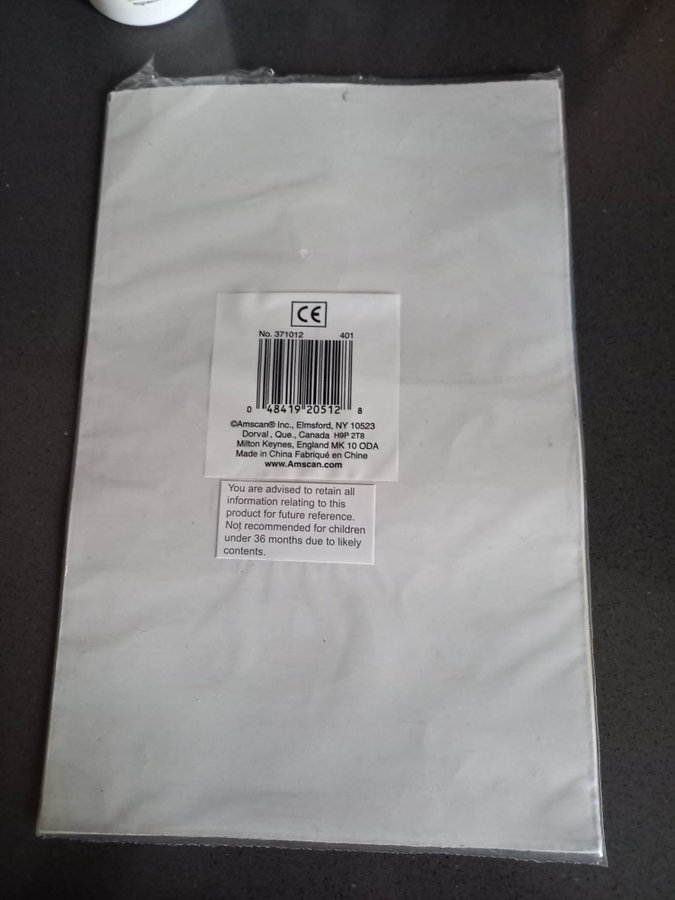 CE
No. 371012 401
0 48419 20512 8
©Amscan® Inc., Elmsford, NY 10523
Dorval, Que., Canada H9P 2T8
Milton Keynes, England MK 10 ODA
Made in China Fabriqué en Chine
www.Amscan.com
You are advised to retain all
information relating to this
product for future reference.
Not recommended for children
under 36 months due to likely
contents.